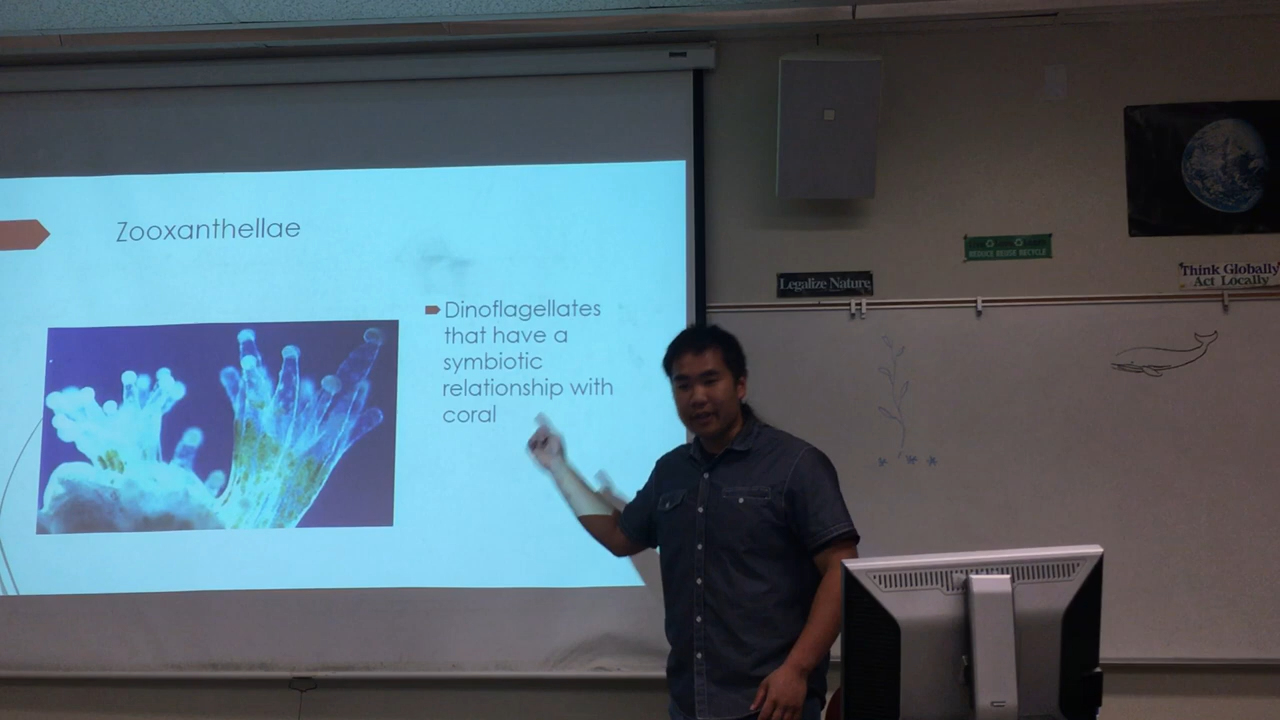 Zooxanthellae
Dinoflagellates
that have a
symbiotic
relationship with
coral
Legalize Nature
REDUCE REUSE RECYCLE
Think Globally
Act Locally